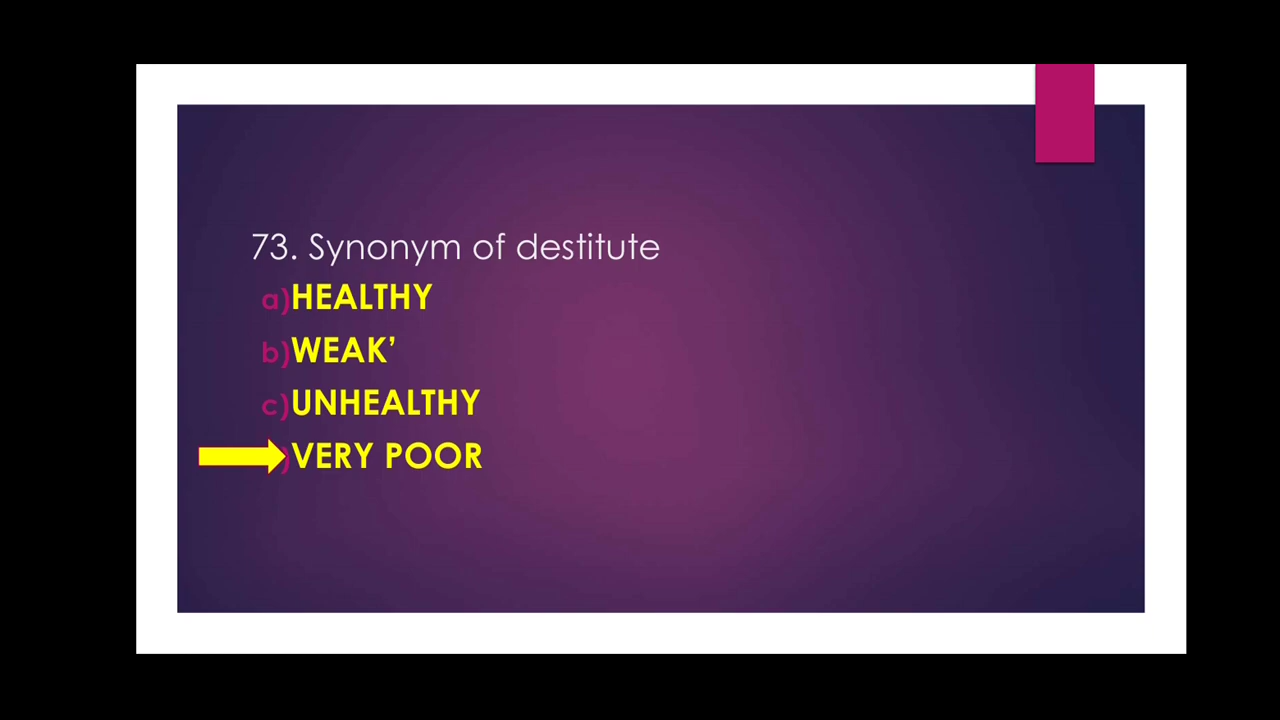 73. Synonym of destitute
a)HEALTHY
b)WEAK’
c)UNHEALTHY
)VERY POOR